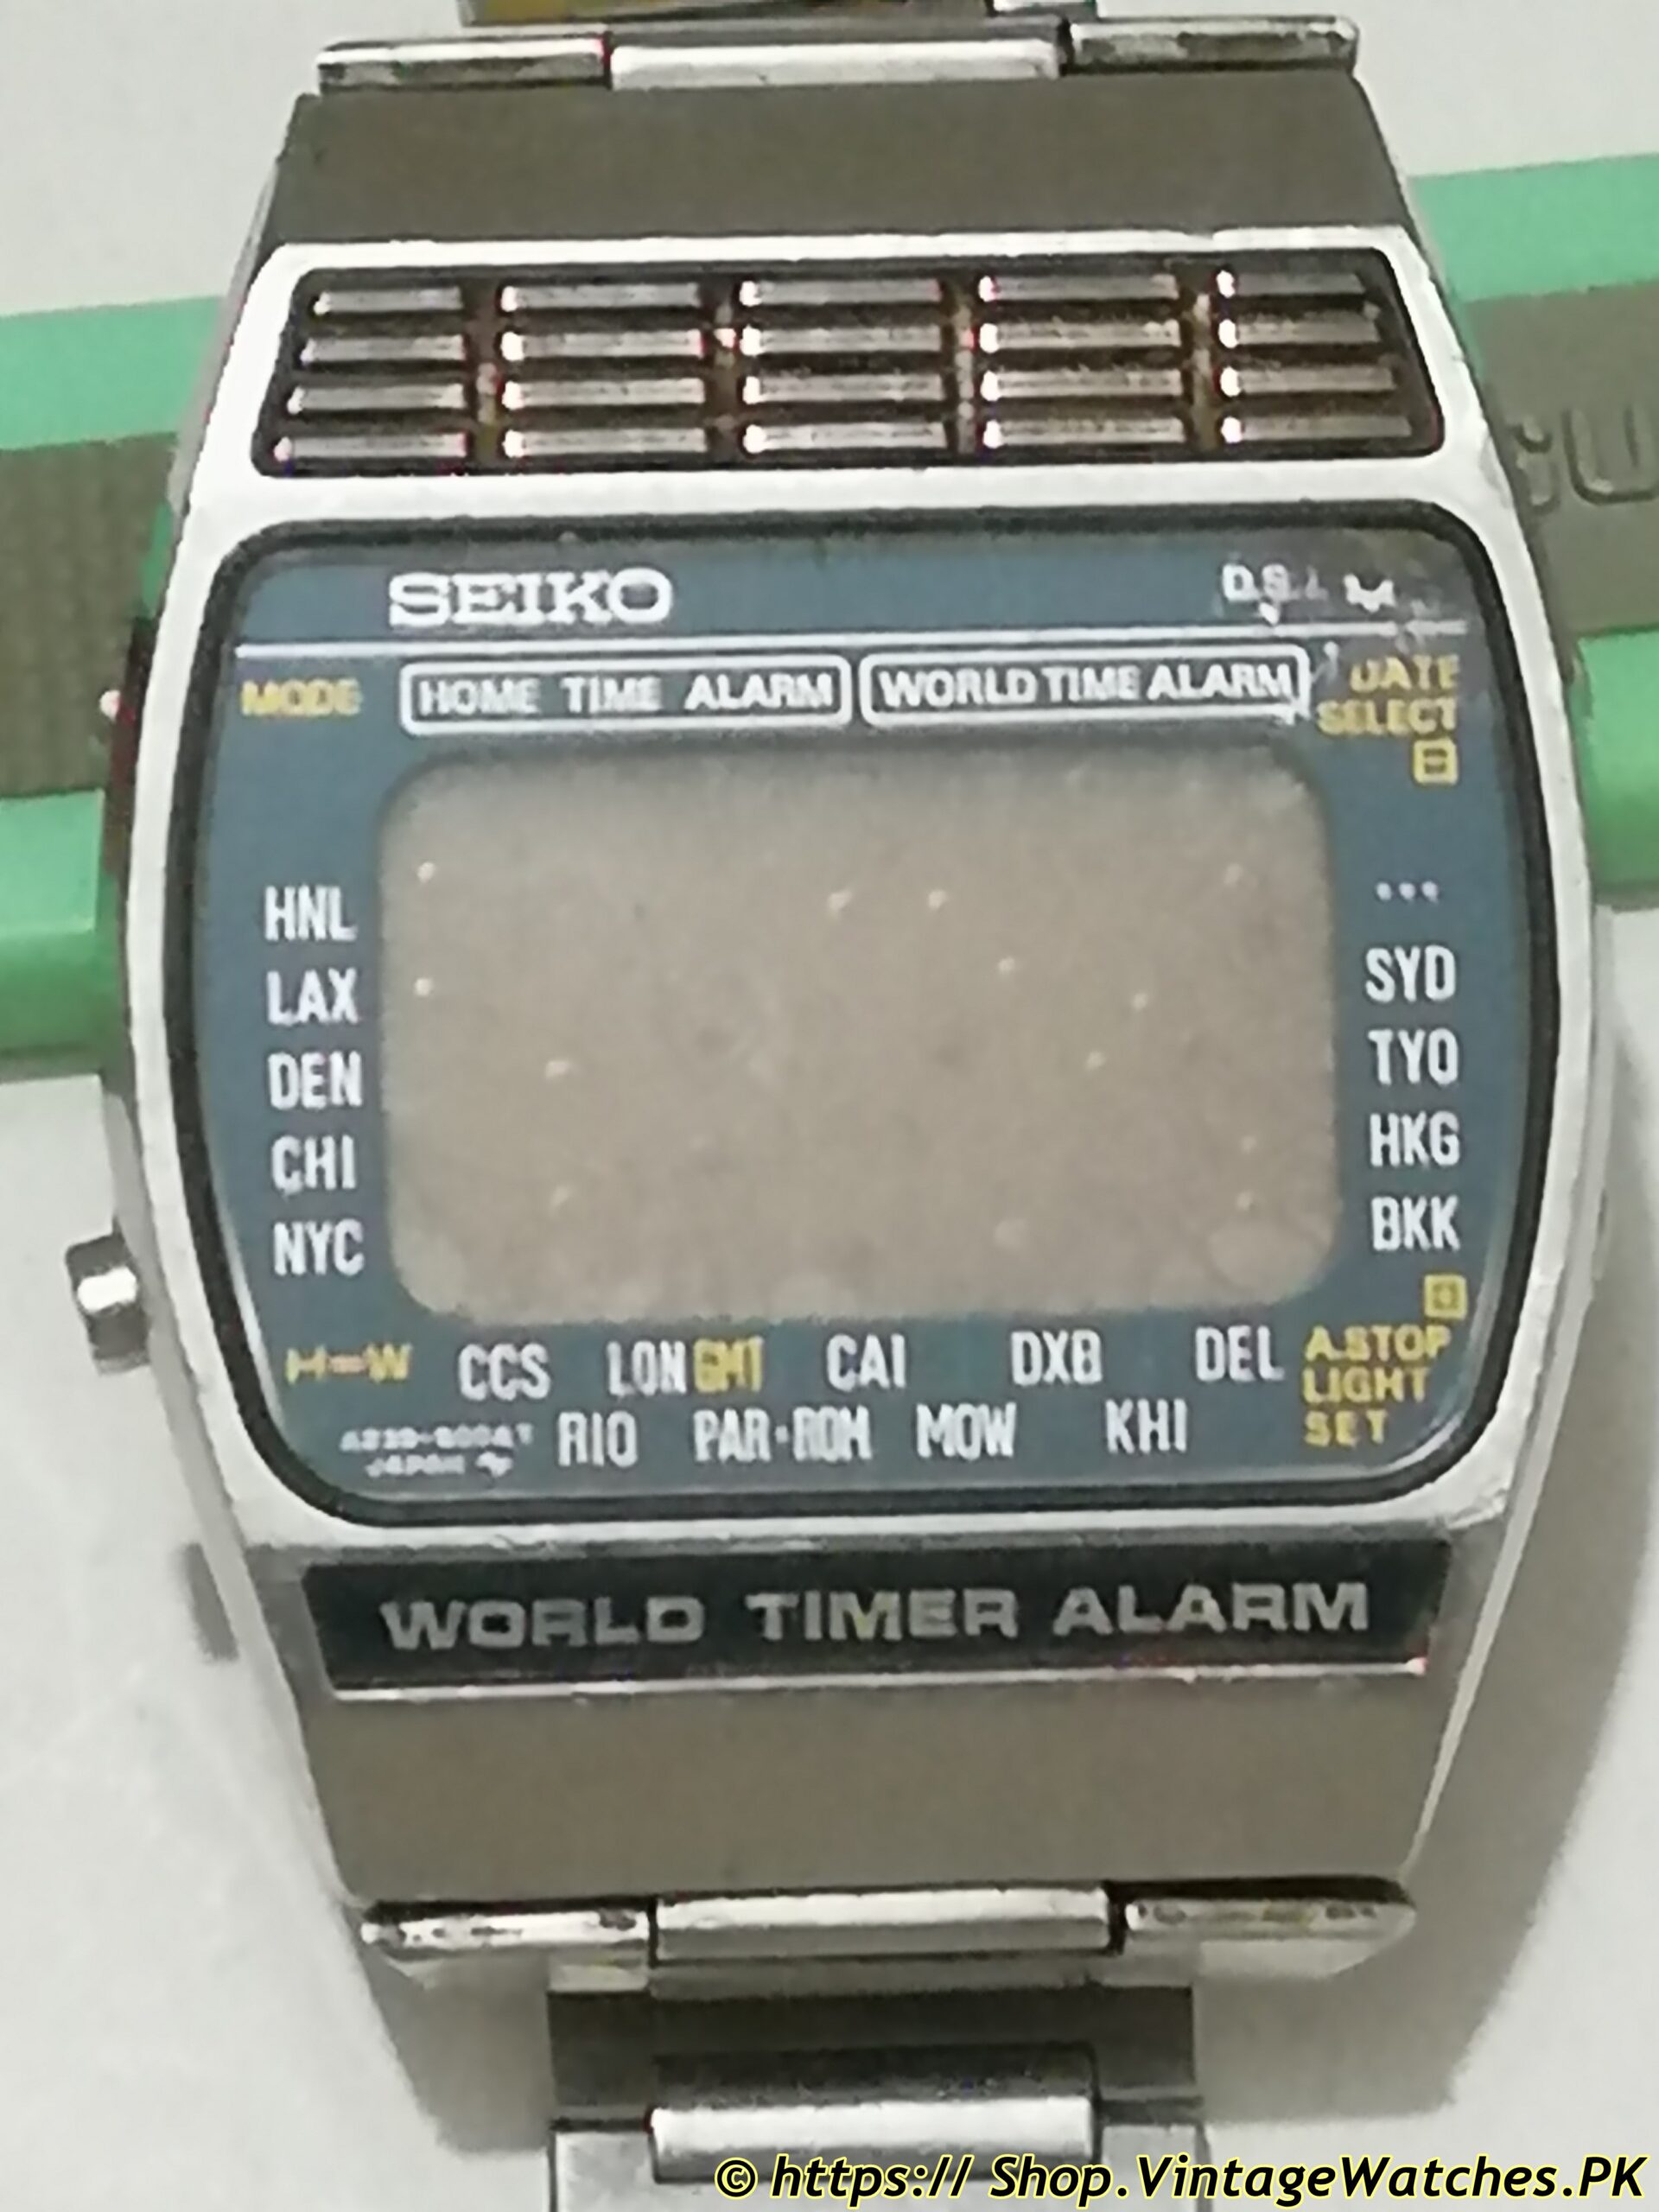 SEIKO
MODE
HOME TIME ALARM
WORLD TIME ALARM
DATE
SELECT
HNL
LAX
DEN
CHI
NYC
...
SYD
TYO
HKG
BKK
H↔W
CCS LON GMT CAI DXB DEL
RIO PAR·ROM MOW KHI
A.STOP
LIGHT
SET
JAPAN
WORLD TIMER ALARM
© https:// Shop.VintageWatches.PK